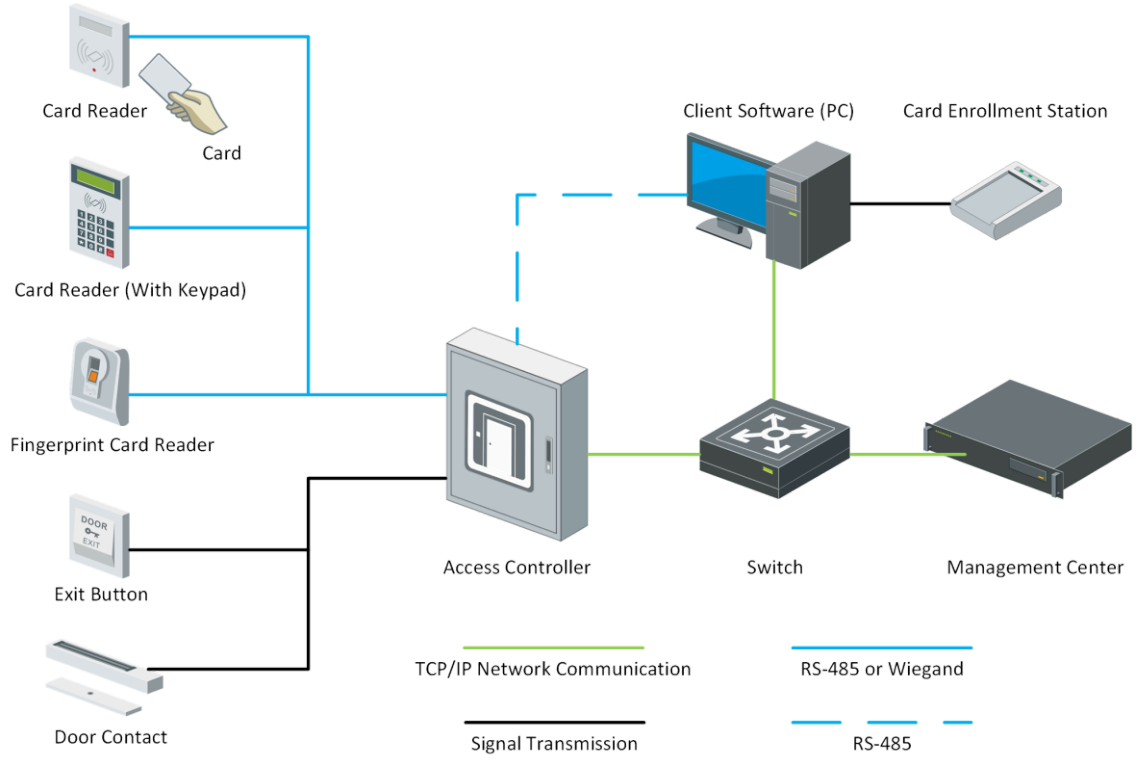 Card Reader
Card
Client Software (PC)
Card Enrollment Station
Card Reader (With Keypad)
Fingerprint Card Reader
DOOR
EXIT
Exit Button
Access Controller
Switch
Management Center
Door Contact
TCP/IP Network Communication
RS-485 or Wiegand
Signal Transmission
RS-485